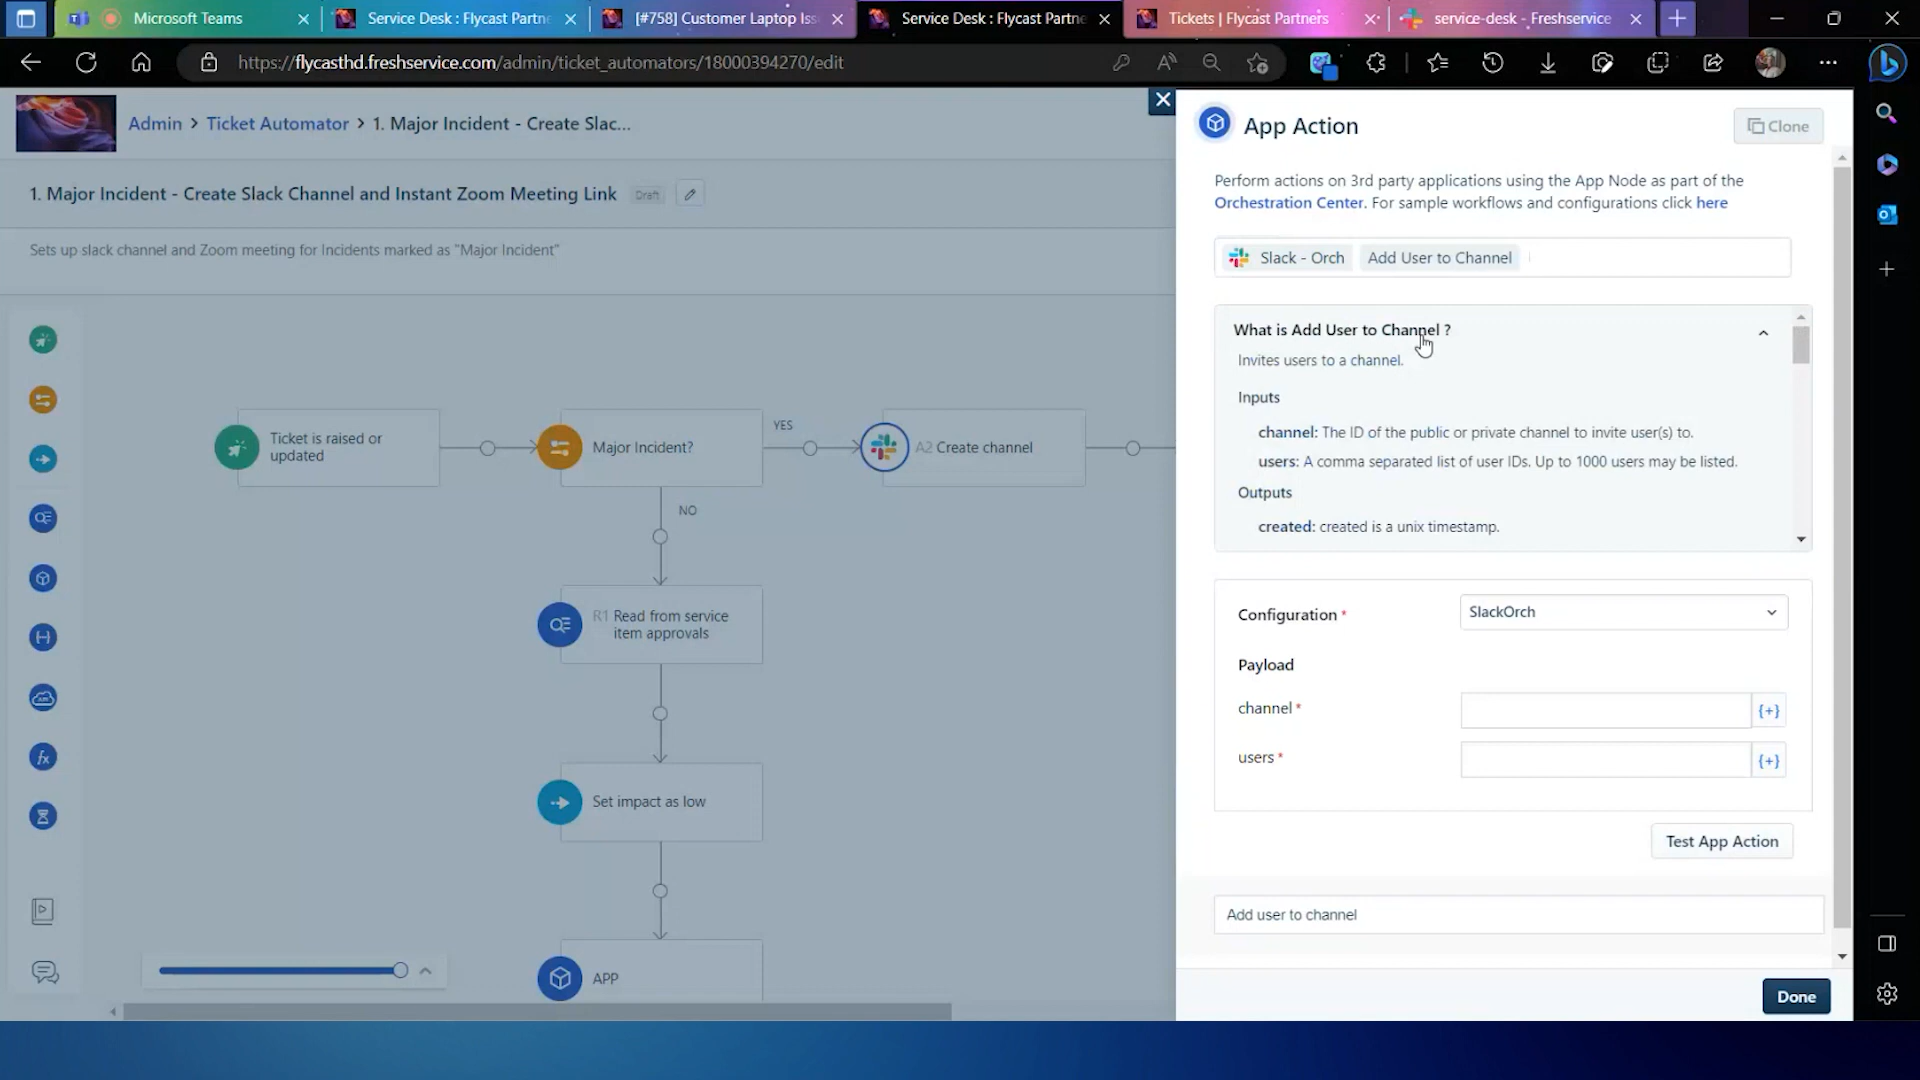 Microsoft Teams
Service Desk : Flycast Partne
[#758] Customer Laptop Iss
Service Desk : Flycast Partne
Tickets | Flycast Partners
service-desk - Freshservice
https://flycasthd.freshservice.com/admin/ticket_automators/18000394270/edit
Admin > Ticket Automator > 1. Major Incident - Create Slac...
1. Major Incident - Create Slack Channel and Instant Zoom Meeting Link
Draft
Sets up slack channel and Zoom meeting for Incidents marked as "Major Incident"
Ticket is raised or
updated
Major Incident?
YES
A2 Create channel
NO
R1 Read from service
item approvals
Set impact as low
APP
App Action
Clone
Perform actions on 3rd party applications using the App Node as part of the
Orchestration Center. For sample workflows and configurations click here
Slack - Orch
Add User to Channel
What is Add User to Channel ?
Invites users to a channel.
Inputs
channel: The ID of the public or private channel to invite user(s) to.
users: A comma separated list of user IDs. Up to 1000 users may be listed.
Outputs
created: created is a unix timestamp.
Configuration *
SlackOrch
Payload
channel *
{+}
users *
{+}
Test App Action
Add user to channel
Done